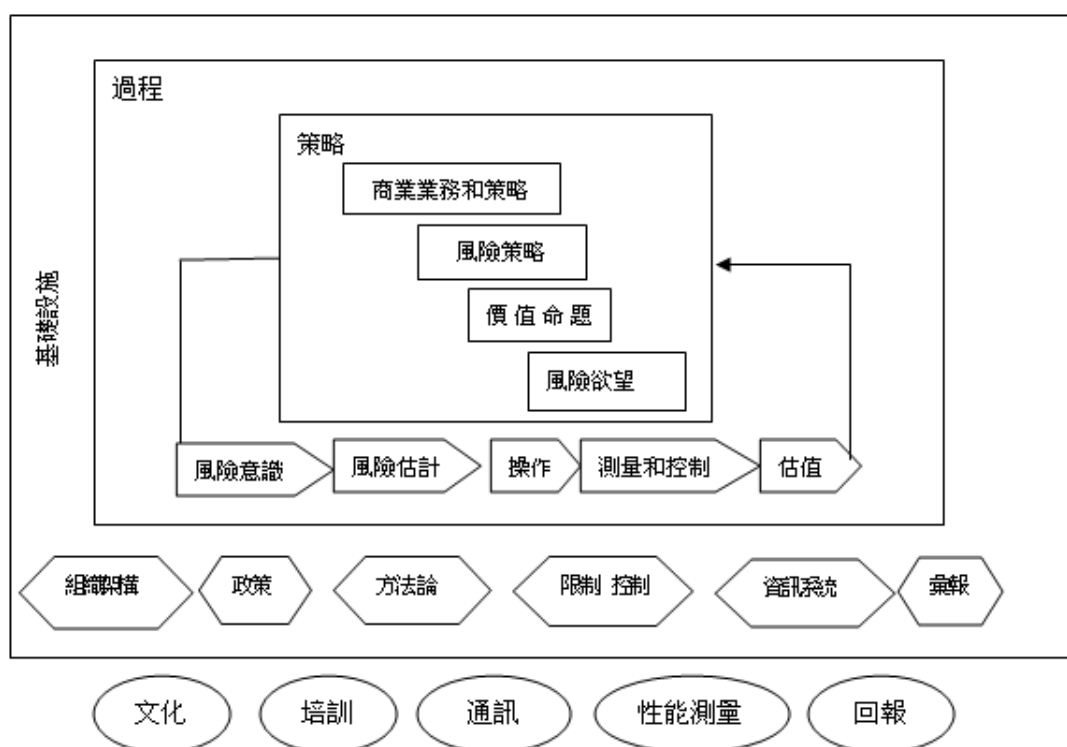 過程
策略
商業業務和策略
風險策略
價值命題
風險欲望
基礎設施
風險意識
風險估計
操作
測量和控制
估值
組織架構
政策
方法論
限制 控制
資訊系統
彙報
文化
培訓
通訊
性能測量
回報